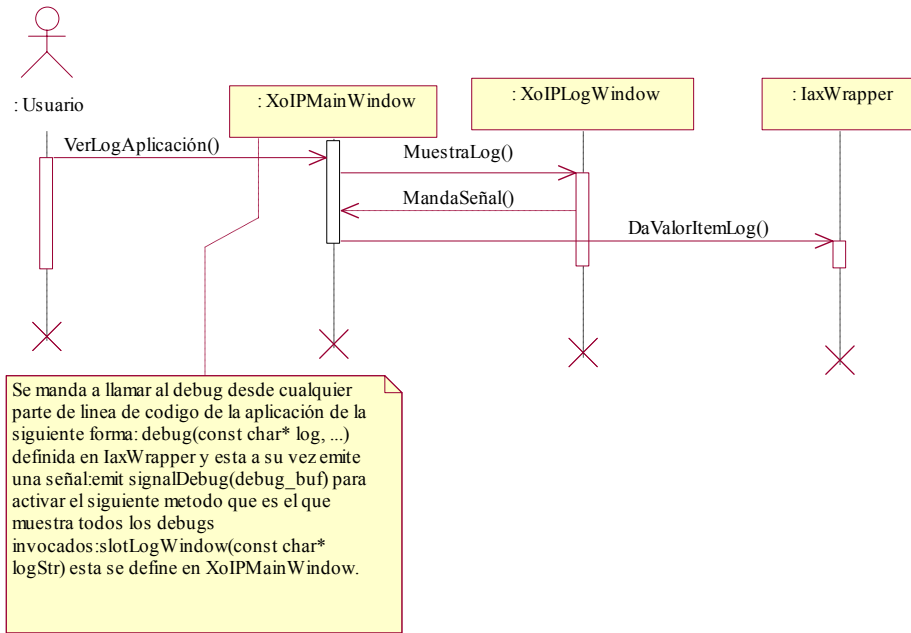 : Usuario
: XoIPMainWindow
: XoIPLogWindow
: IaxWrapper
VerLogAplicación()
MuestraLog()
MandaSeñal()
DaValorItemLog()
Se manda a llamar al debug desde cualquier
parte de linea de codigo de la aplicación de la
siguiente forma: debug(const char* log, ...)
definida en IaxWrapper y esta a su vez emite
una señal:emit signalDebug(debug_buf) para
activar el siguiente metodo que es el que
muestra todos los debugs
invocados:slotLogWindow(const char*
logStr) esta se define en XoIPMainWindow.